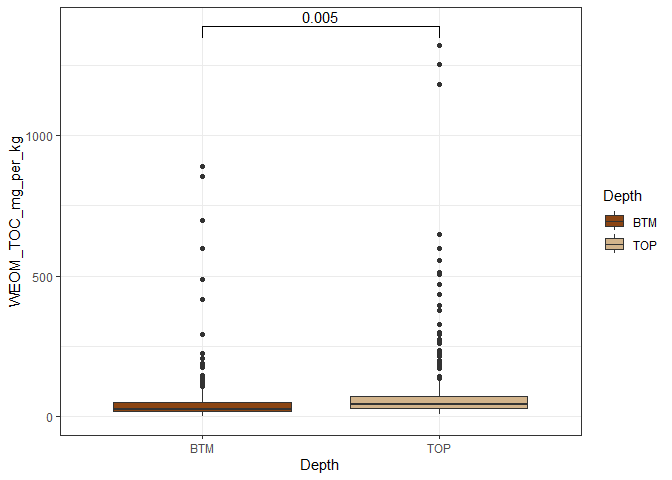 0.005
WEOM_TOC_mg_per_kg
1000
500
0
BTM
TOP
Depth
Depth
BTM
TOP